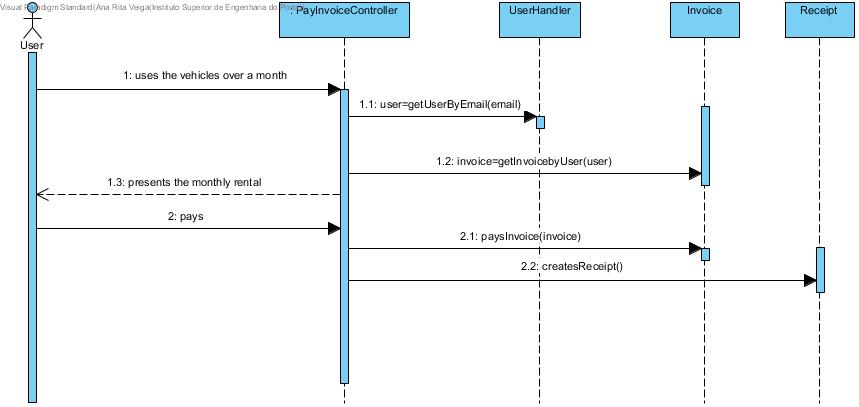 Visual Paradigm Standard(Ana Rita Veiga(Instituto Superior de Engenharia do Porto))
PayInvoiceController
UserHandler
Invoice
Receipt
User
1: uses the vehicles over a month
1.1: user=getUserByEmail(email)
1.2: invoice=getInvoicebyUser(user)
1.3: presents the monthly rental
2: pays
2.1: paysInvoice(invoice)
2.2: createsReceipt()